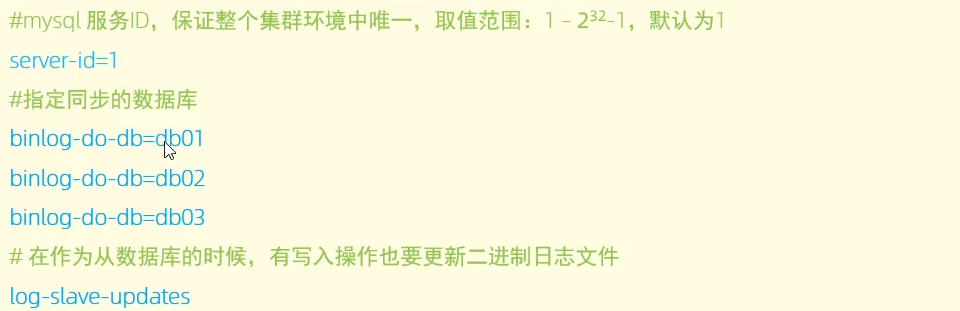 #mysql 服务ID，保证整个集群环境中唯一，取值范围：1 – 2³²-1，默认为1
server-id=1
#指定同步的数据库
binlog-do-db=db01
binlog-do-db=db02
binlog-do-db=db03
# 在作为从数据库的时候，有写入操作也要更新二进制日志文件
log-slave-updates